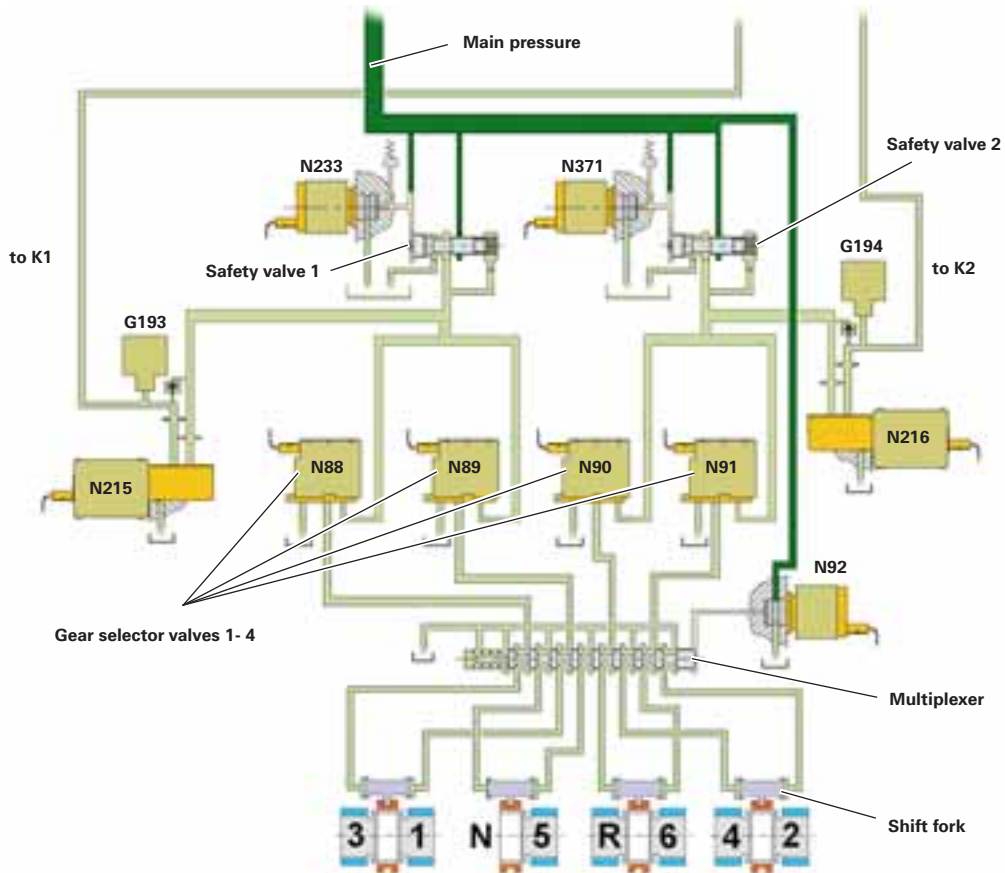 Main pressure
N233
N371
Safety valve 2
to K1
Safety valve 1
G194
to K2
G193
N88
N89
N90
N91
N216
N215
N92
Gear selector valves 1- 4
Multiplexer
Shift fork
3 1 N 5 R 6 4 2